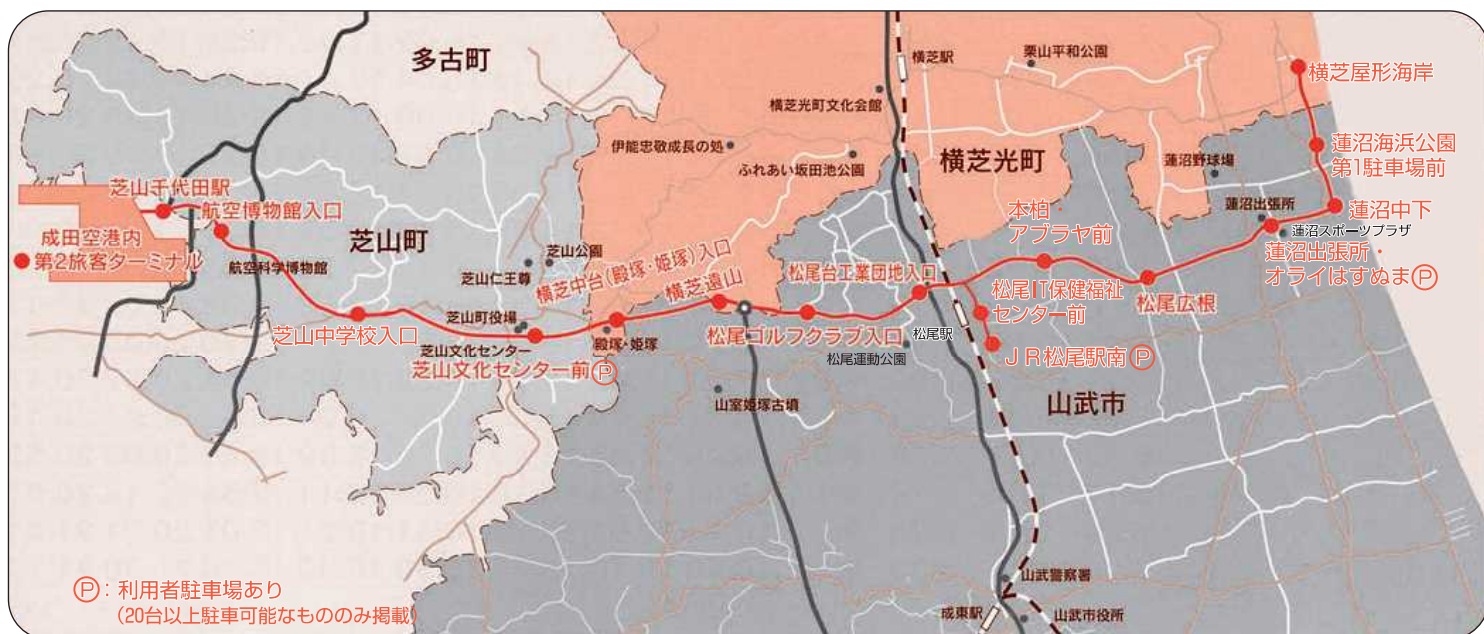 多古町
横芝駅
栗山平和公園
横芝屋形海岸
横芝光町文化会館
伊能忠敬成長の処
ふれあい坂田池公園
横芝光町
蓮沼野球場
蓮沼海浜公園
第1駐車場前
芝山千代田駅
航空博物館入口
成田空港内
第2旅客ターミナル
芝山町
航空科学博物館
芝山公園
芝山仁王尊
横芝中台(殿塚・姫塚)入口
横芝遠山
松尾台工業団地入口
本柏・
アブラヤ前
蓮沼出張所
蓮沼中下
蓮沼スポーツプラザ
蓮沼出張所・
オライはすぬまⓅ
松尾IT保健福祉
センター前
松尾広根
芝山中学校入口
芝山町役場
芝山文化センター
芝山文化センター前Ⓟ
殿塚・姫塚
松尾ゴルフクラブ入口
松尾駅
松尾運動公園
JR松尾駅南Ⓟ
山室姫塚古墳
山武市
Ⓟ:利用者駐車場あり
(20台以上駐車可能なもののみ掲載)
山武警察署
成東駅
山武市役所